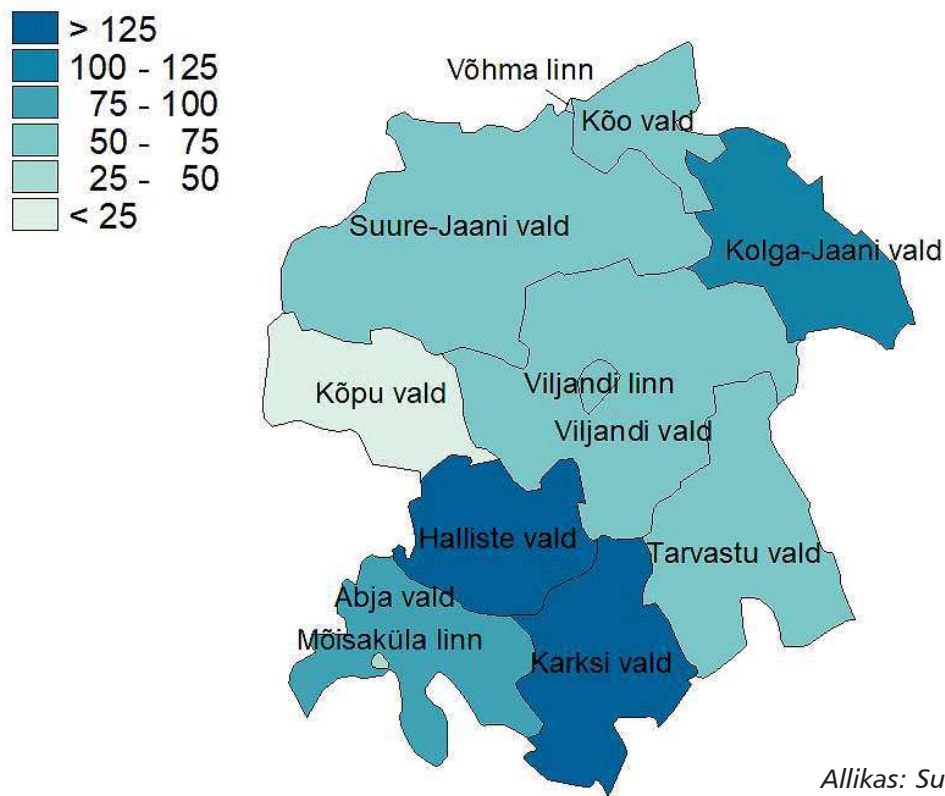 > 125
100 - 125
75 - 100
50 - 75
25 - 50
< 25
Võhma linn
Kõo vald
Suure-Jaani vald
Kolga-Jaani vald
Kõpu vald
Viljandi linn
Viljandi vald
Halliste vald
Tarvastu vald
Abja vald
Mõisaküla linn
Karksi vald
Allikas: Su